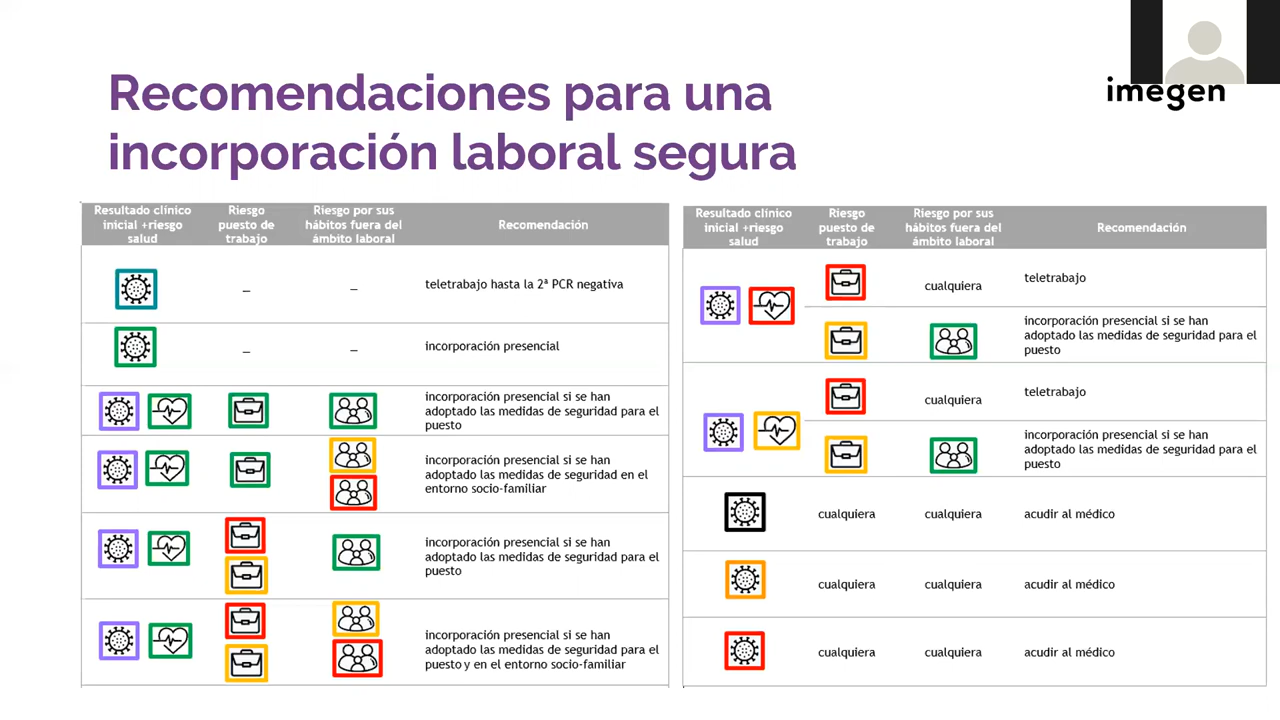 Recomendaciones para una
incorporación laboral segura
imegen
Resultado clínico
inicial +riesgo
salud
Riesgo
puesto de
trabajo
Riesgo por sus
hábitos fuera del
ámbito laboral
Recomendación
–
–
teletrabajo hasta la 2ª PCR negativa
–
–
incorporación presencial
incorporación presencial si se han
adoptado las medidas de seguridad para el
puesto
incorporación presencial si se han
adoptado las medidas de seguridad en el
entorno socio-familiar
incorporación presencial si se han
adoptado las medidas de seguridad para el
puesto
incorporación presencial si se han
adoptado las medidas de seguridad para el
puesto y en el entorno socio-familiar
Resultado clínico
inicial +riesgo
salud
Riesgo
puesto de
trabajo
Riesgo por sus
hábitos fuera del
ámbito laboral
Recomendación
cualquiera
teletrabajo
incorporación presencial si se han
adoptado las medidas de seguridad para el
puesto
cualquiera
teletrabajo
incorporación presencial si se han
adoptado las medidas de seguridad para el
puesto
cualquiera
cualquiera
acudir al médico
cualquiera
cualquiera
acudir al médico
cualquiera
cualquiera
acudir al médico